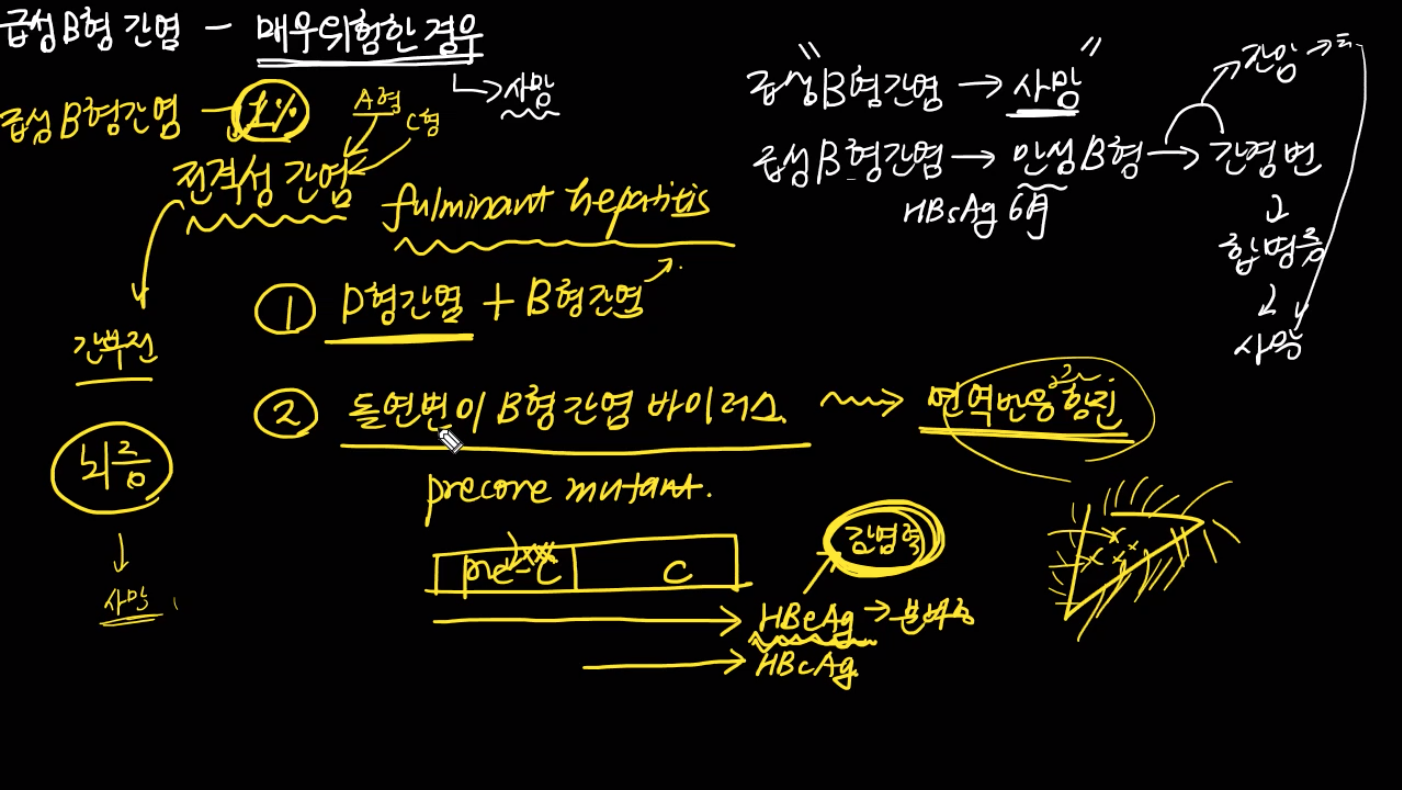 급성 B형 간염 - 매우 위험한 경우
→ 사망
급성 B형간염 → 1%
A형
C형
전격성 간염
fulminant hepatitis
① D형간염 + B형간염
간부전
② 돌연변이 B형간염 바이러스. → 면역반응 항진
뇌증
precore mutant.
↓
사망
pre-C C
감염력
HBeAg → 분비
HBcAg
" "
급성 B형간염 → 사망
급성 B형간염 → 만성 B형 → 간경변
간암 →
HBsAg 6月
합병증
사망